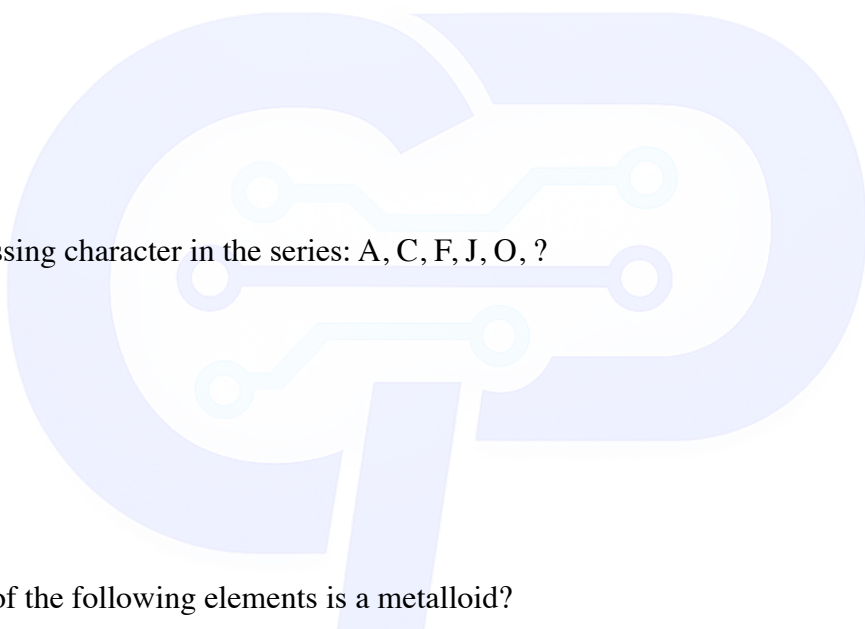 ssing character in the series: A, C, F, J, O, ?
of the following elements is a metalloid?